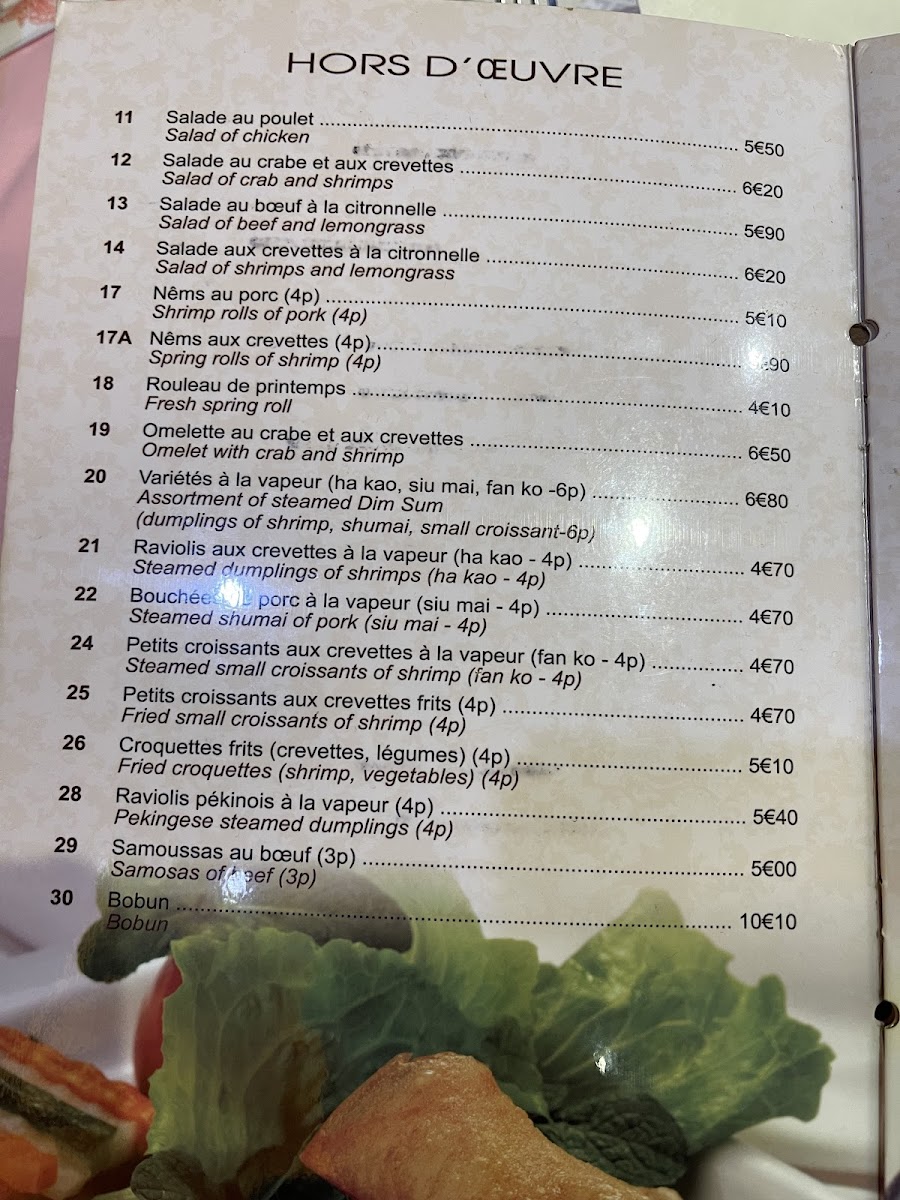 HORS D'ŒUVRE
11 Salade au poulet ........ 5€50
Salad of chicken
12 Salade au crabe et aux crevettes ........ 6€20
Salad of crab and shrimps
13 Salade au bœuf à la citronnelle ........ 5€90
Salad of beef and lemongrass
14 Salade aux crevettes à la citronnelle ........ 6€20
Salad of shrimps and lemongrass
17 Nêms au porc (4p) ........ 5€10
Shrimp rolls of pork (4p)
17A Nêms aux crevettes (4p) ........ 90
Spring rolls of shrimp (4p)
18 Rouleau de printemps ........ 4€10
Fresh spring roll
19 Omelette au crabe et aux crevettes ........ 6€50
Omelet with crab and shrimp
20 Variétés à la vapeur (ha kao, siu mai, fan ko -6p) ........ 6€80
Assortment of steamed Dim Sum
(dumplings of shrimp, shumai, small croissant-6p)
21 Raviolis aux crevettes à la vapeur (ha kao - 4p) ........ 4€70
Steamed dumplings of shrimps (ha kao - 4p)
22 Bouchée porc à la vapeur (siu mai - 4p) ........ 4€70
Steamed shumai of pork (siu mai - 4p)
24 Petits croissants aux crevettes à la vapeur (fan ko - 4p) ........ 4€70
Steamed small croissants of shrimp (fan ko - 4p)
25 Petits croissants aux crevettes frits (4p) ........ 4€70
Fried small croissants of shrimp (4p)
26 Croquettes frits (crevettes, légumes) (4p) ........ 5€10
Fried croquettes (shrimp, vegetables) (4p)
28 Raviolis pékinois à la vapeur (4p) ........ 5€40
Pekingese steamed dumplings (4p)
29 Samoussas au bœuf (3p) ........ 5€00
Samosas of beef (3p)
30 Bobun ........ 10€10
Bobun